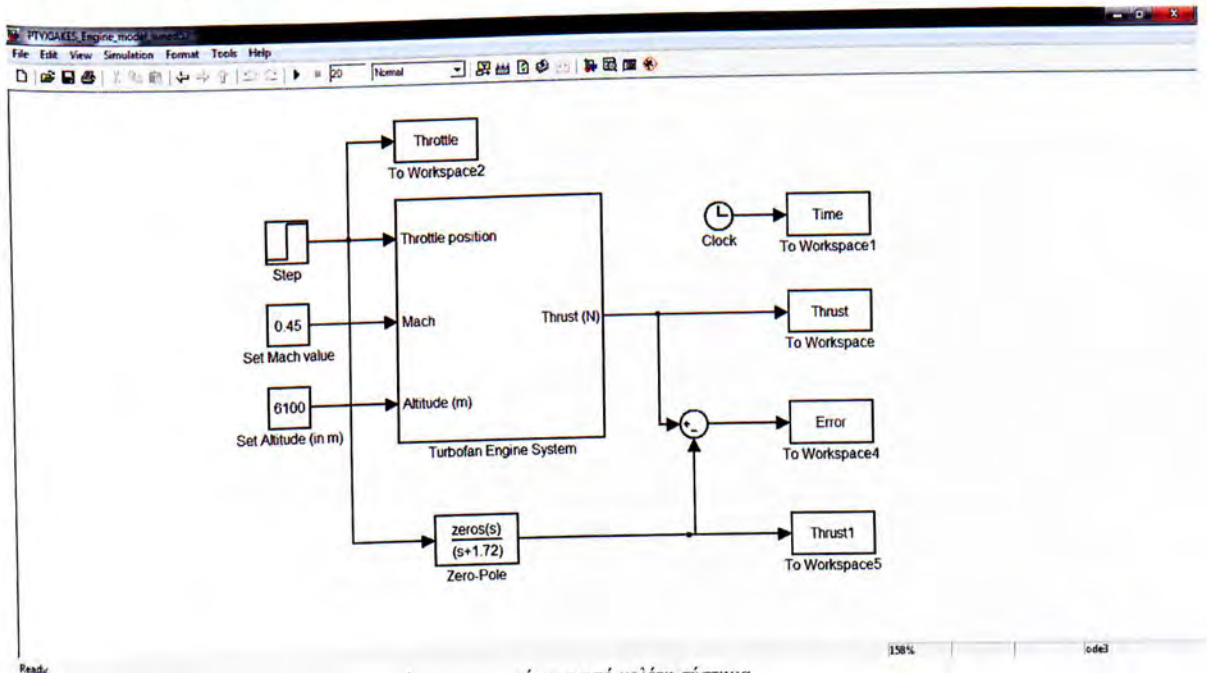 File Edit View Simulation Format Tools Help
20 Normal
Throttle
To Workspace2
Step
Throttle position
0.45
Set Mach value
Mach
6100
Set Altitude (in m)
Altitude (m)
Thrust (N)
Turbofan Engine System
Clock
Time
To Workspace1
Thrust
To Workspace
+
-
Error
To Workspace4
zeros(s)
(s+1.72)
Zero-Pole
Thrust1
To Workspace5
Ready
158%
ode3